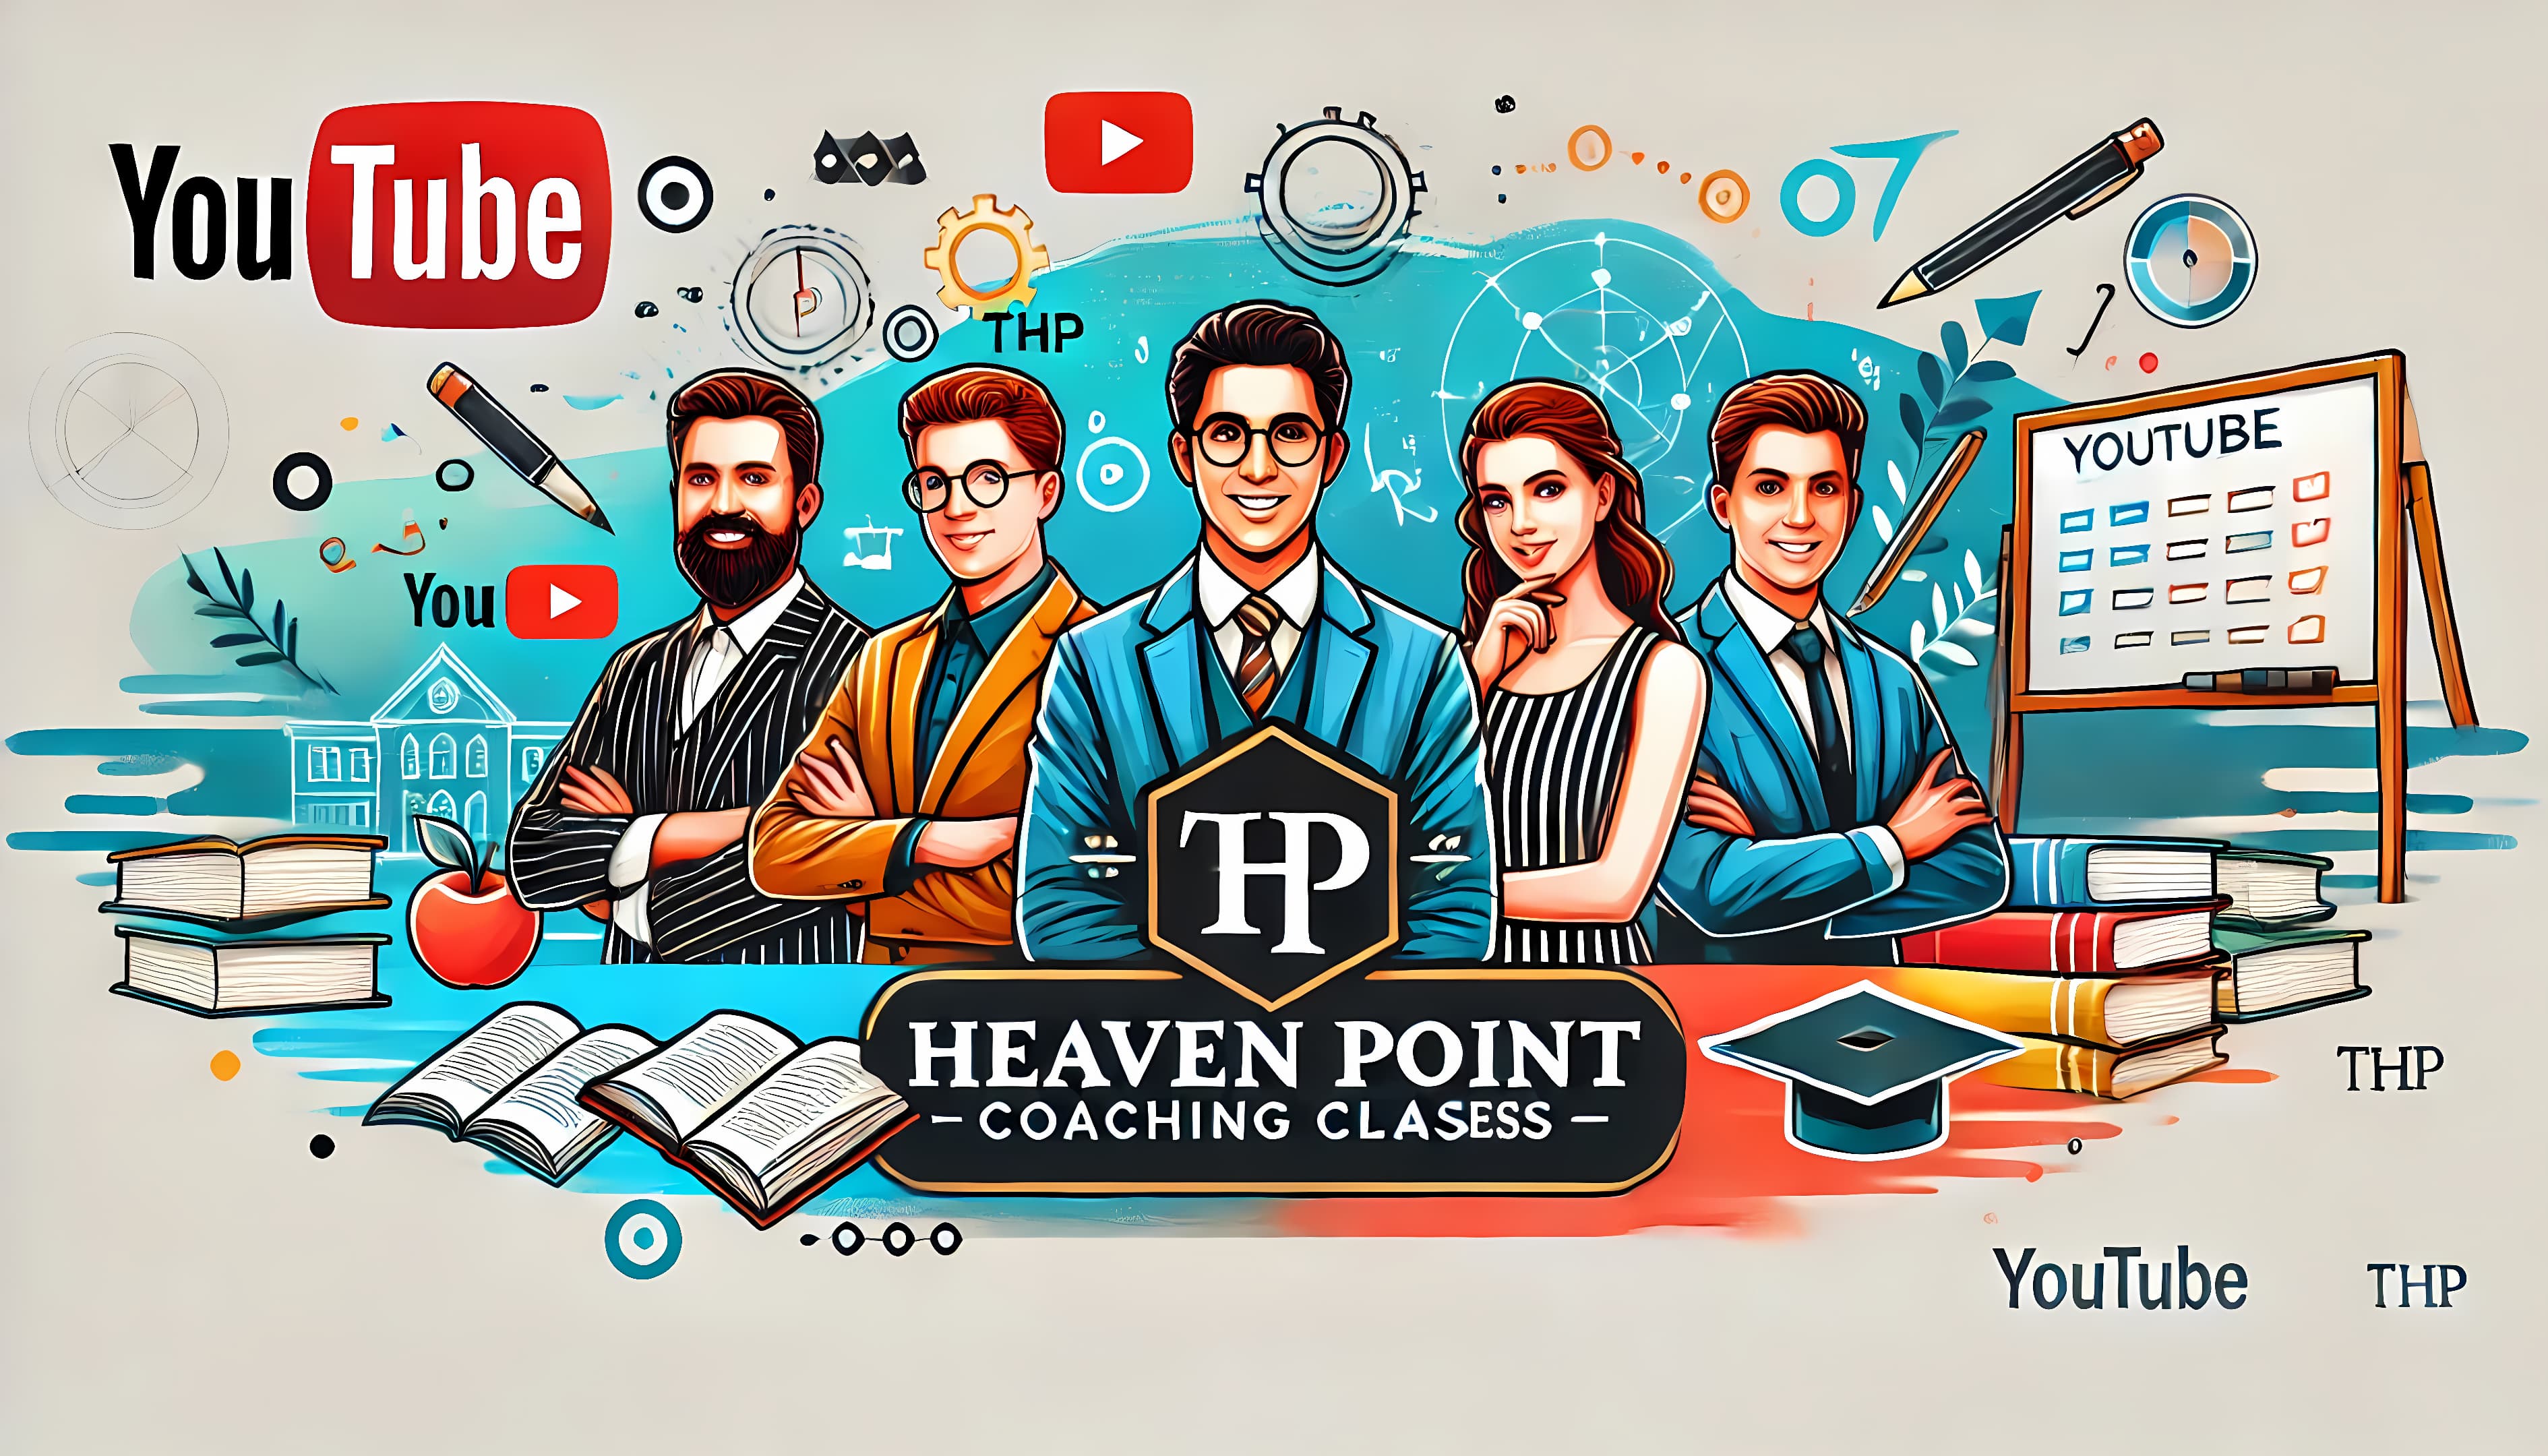 YouTube
THP
YOUTUBE
You
THP
HEAVEN POINT
- COACHING CLASESS -
THP
YouTube
THP